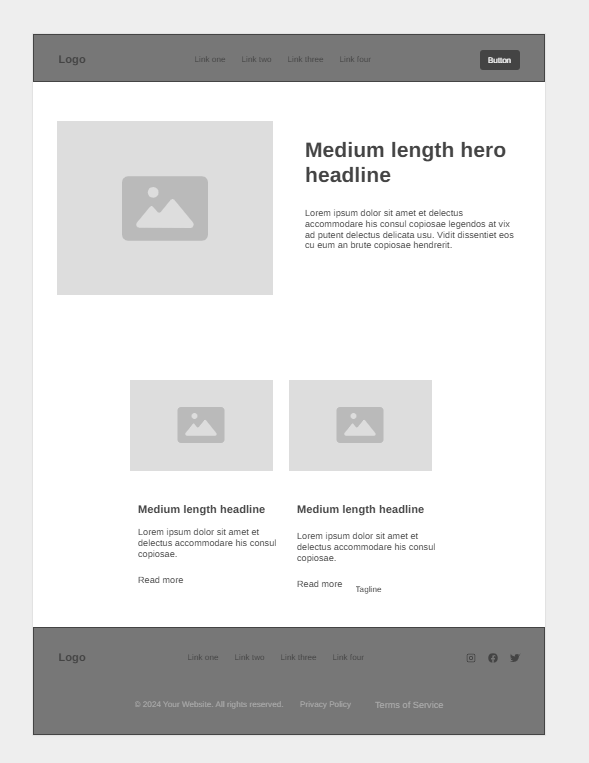 Logo
Link one
Link two
Link three
Link four
Button
Medium length hero
headline
Lorem ipsum dolor sit amet et delectus
accommodare his consul copiosae legendos at vix
ad putent delectus delicata usu. Vidit dissentiet eos
cu eum an brute copiosae hendrerit.
Medium length headline
Lorem ipsum dolor sit amet et
delectus accommodare his consul
copiosae.
Read more
Medium length headline
Lorem ipsum dolor sit amet et
delectus accommodare his consul
copiosae.
Read more
Tagline
Logo
Link one
Link two
Link three
Link four
© 2024 Your Website. All rights reserved.
Privacy Policy
Terms of Service